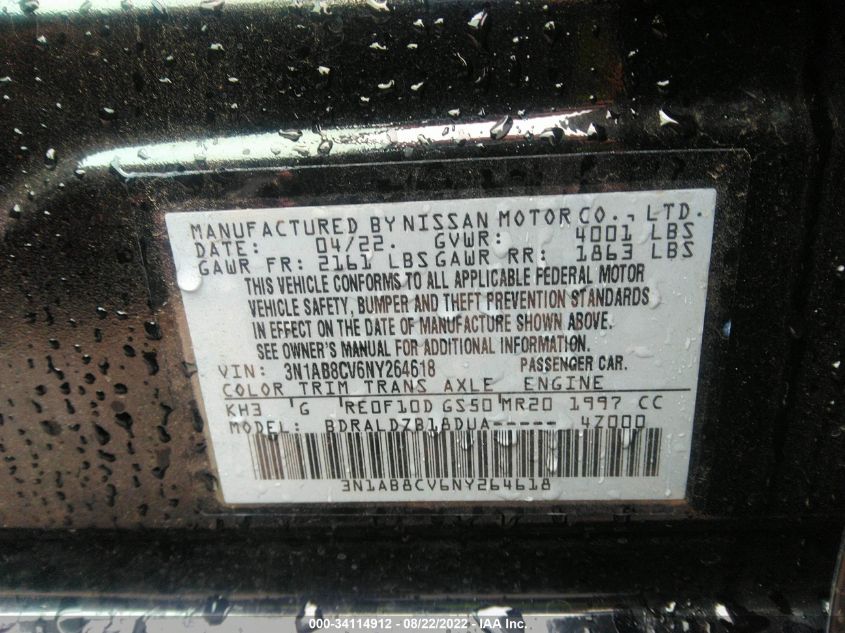 MANUFACTURED BY NISSAN MOTOR CO., LTD.
DATE: 04/22. GVWR: 4001 LBS
GAWR FR: 2161 LBS GAWR RR: 1863 LBS
THIS VEHICLE CONFORMS TO ALL APPLICABLE FEDERAL MOTOR
VEHICLE SAFETY, BUMPER AND THEFT PREVENTION STANDARDS
IN EFFECT ON THE DATE OF MANUFACTURE SHOWN ABOVE.
SEE OWNER'S MANUAL FOR ADDITIONAL INFORMATION.
VIN: 3N1AB8CV6NY264618 PASSENGER CAR.
COLOR TRIM TRANS AXLE ENGINE
KH3 G RE0F10D GS50 MR20 1997 CC
MODEL: BDRALDZB18DUA----- 4Z000
3N1AB8CV6NY264618
000-34114912 - 08/22/2022 - IAA Inc.